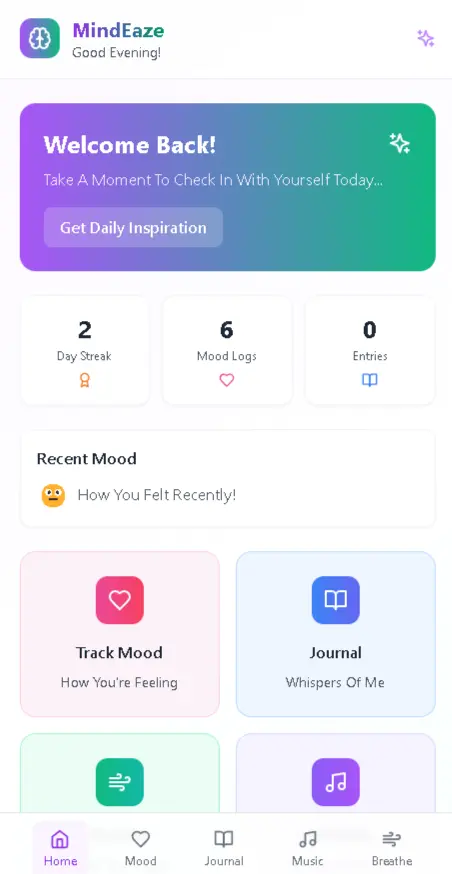 MindEaze
Good Evening!
Welcome Back!
Take A Moment To Check In With Yourself Today...
Get Daily Inspiration
2
Day Streak
6
Mood Logs
0
Entries
Recent Mood
How You Felt Recently!
Track Mood
How You're Feeling
Journal
Whispers Of Me
Home
Mood
Journal
Music
Breathe